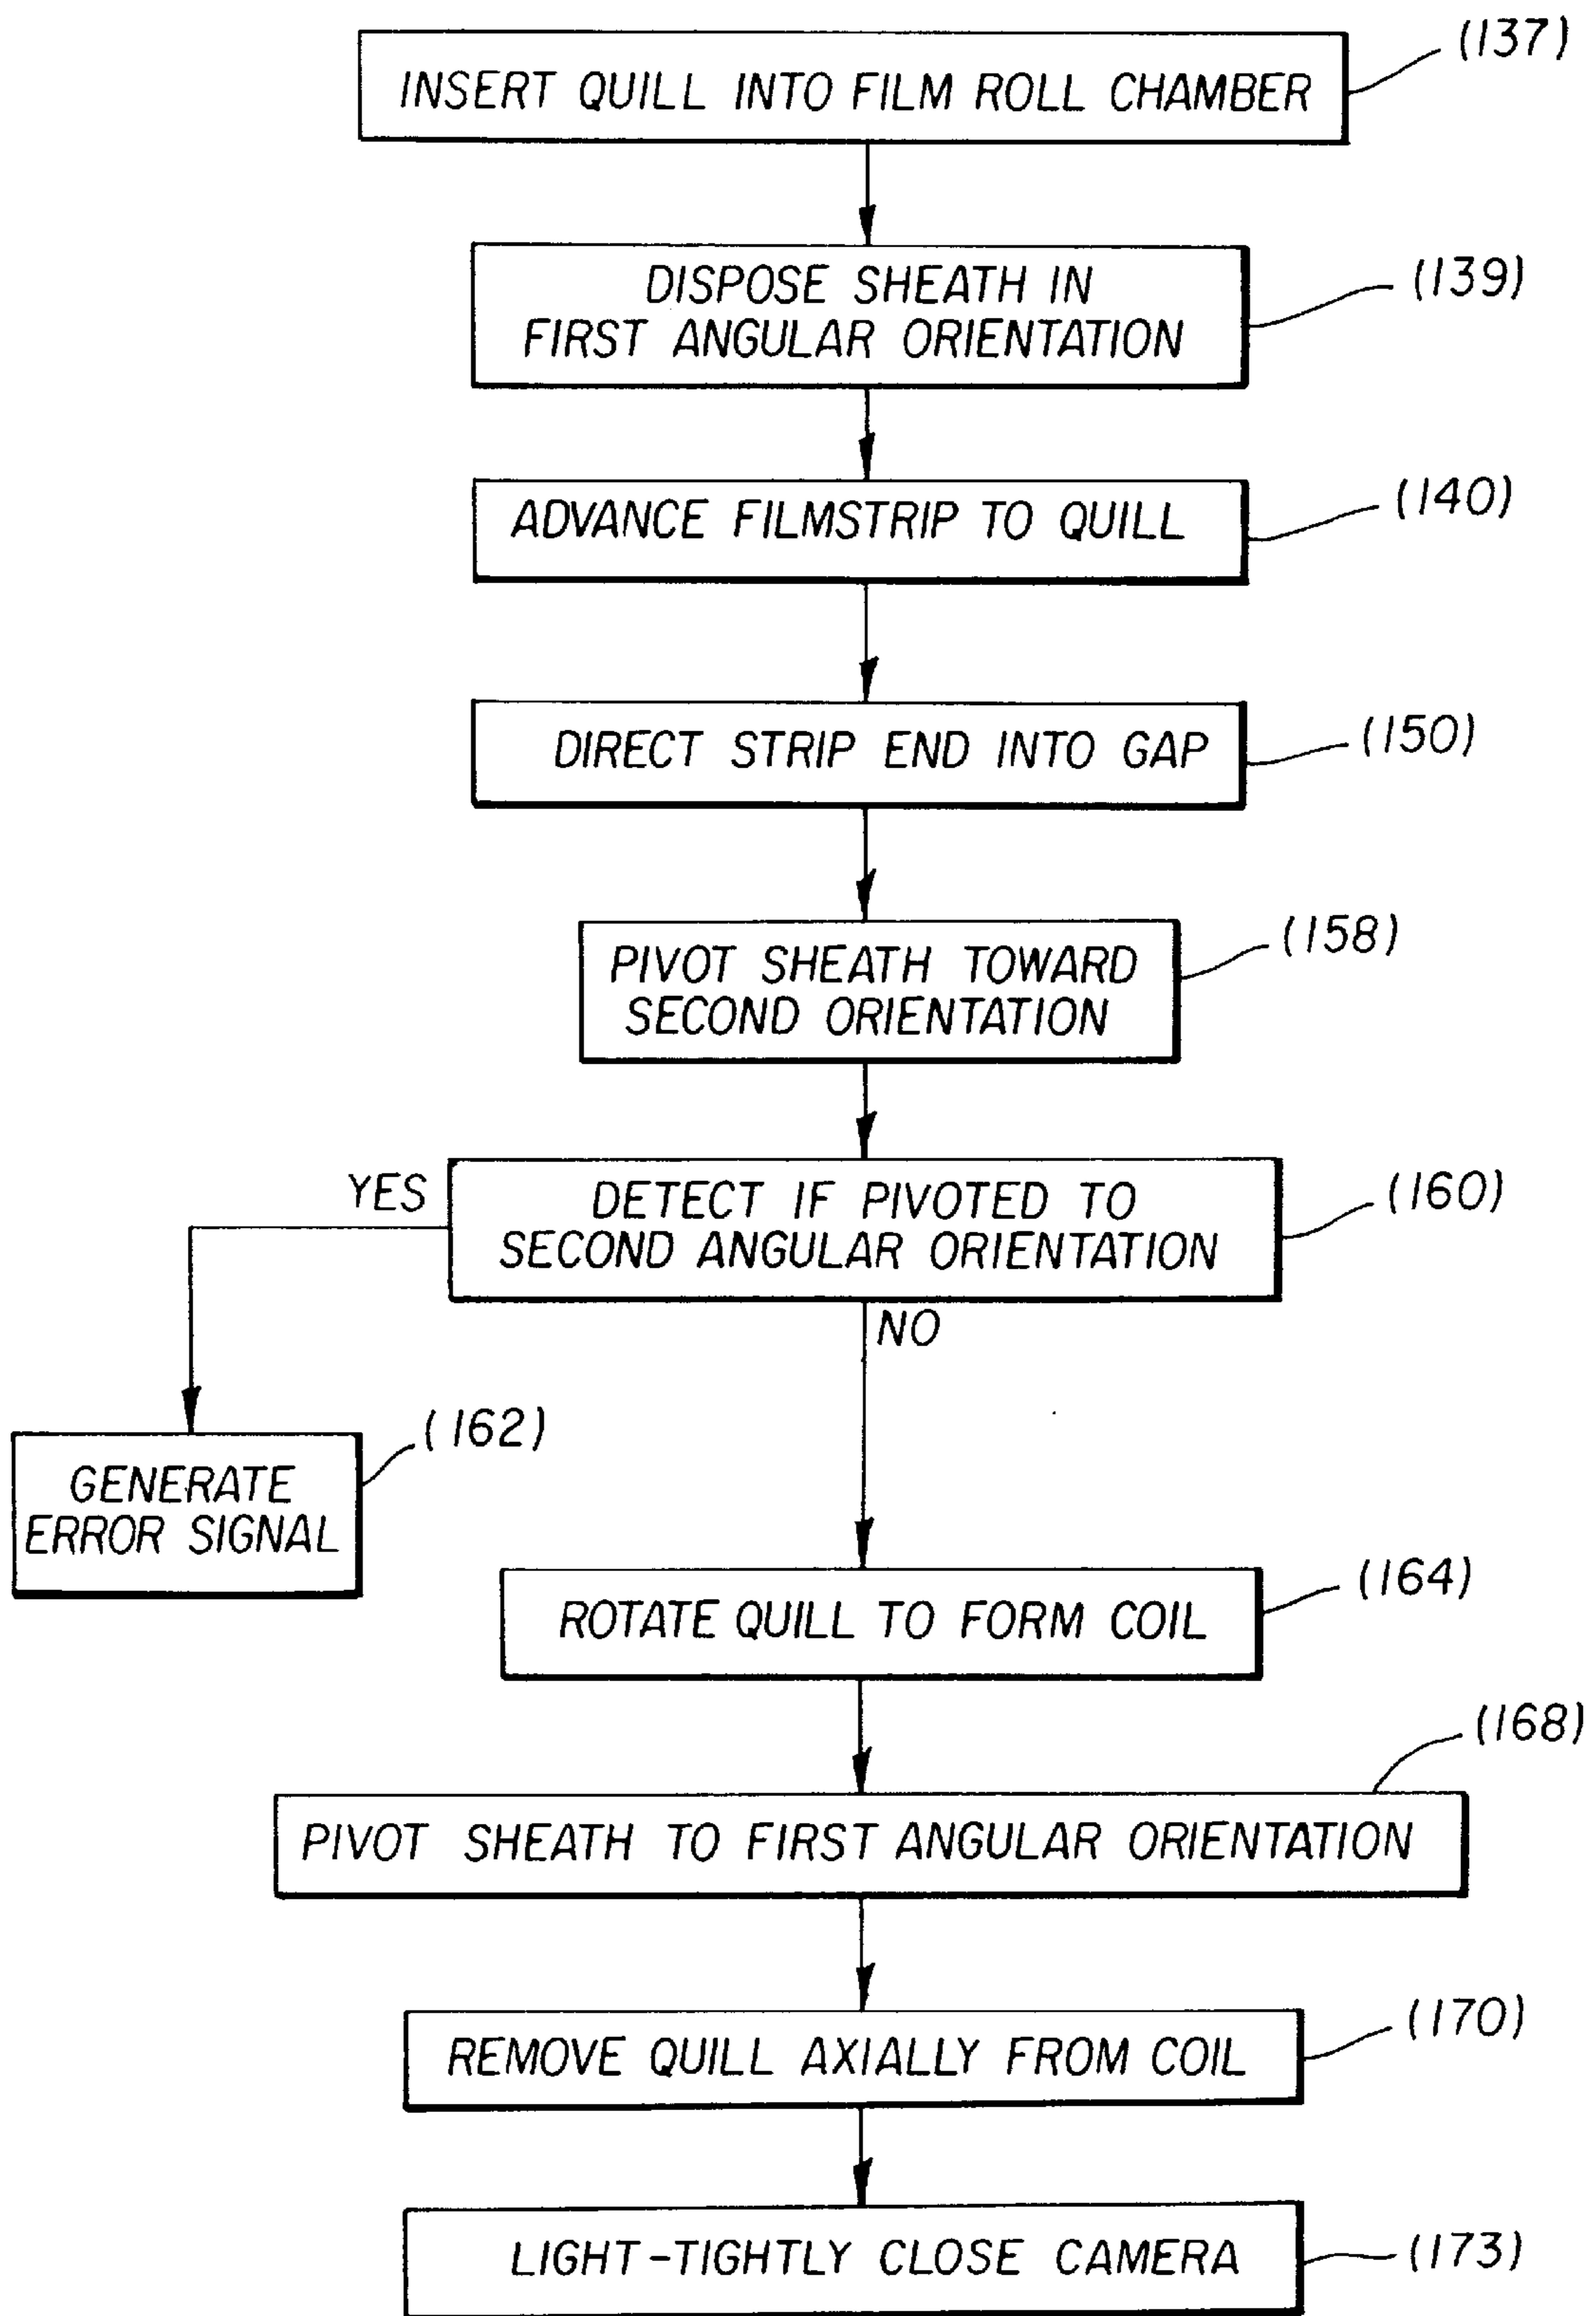 INSERT QUILL INTO FILM ROLL CHAMBER
(137)
DISPOSE SHEATH IN
FIRST ANGULAR ORIENTATION
(139)
ADVANCE FILMSTRIP TO QUILL
(140)
DIRECT STRIP END INTO GAP
(150)
PIVOT SHEATH TOWARD
SECOND ORIENTATION
(158)
DETECT IF PIVOTED TO
SECOND ANGULAR ORIENTATION
(160)
YES
NO
GENERATE
ERROR SIGNAL
(162)
ROTATE QUILL TO FORM COIL
(164)
PIVOT SHEATH TO FIRST ANGULAR ORIENTATION
(168)
REMOVE QUILL AXIALLY FROM COIL
(170)
LIGHT-TIGHTLY CLOSE CAMERA
(173)